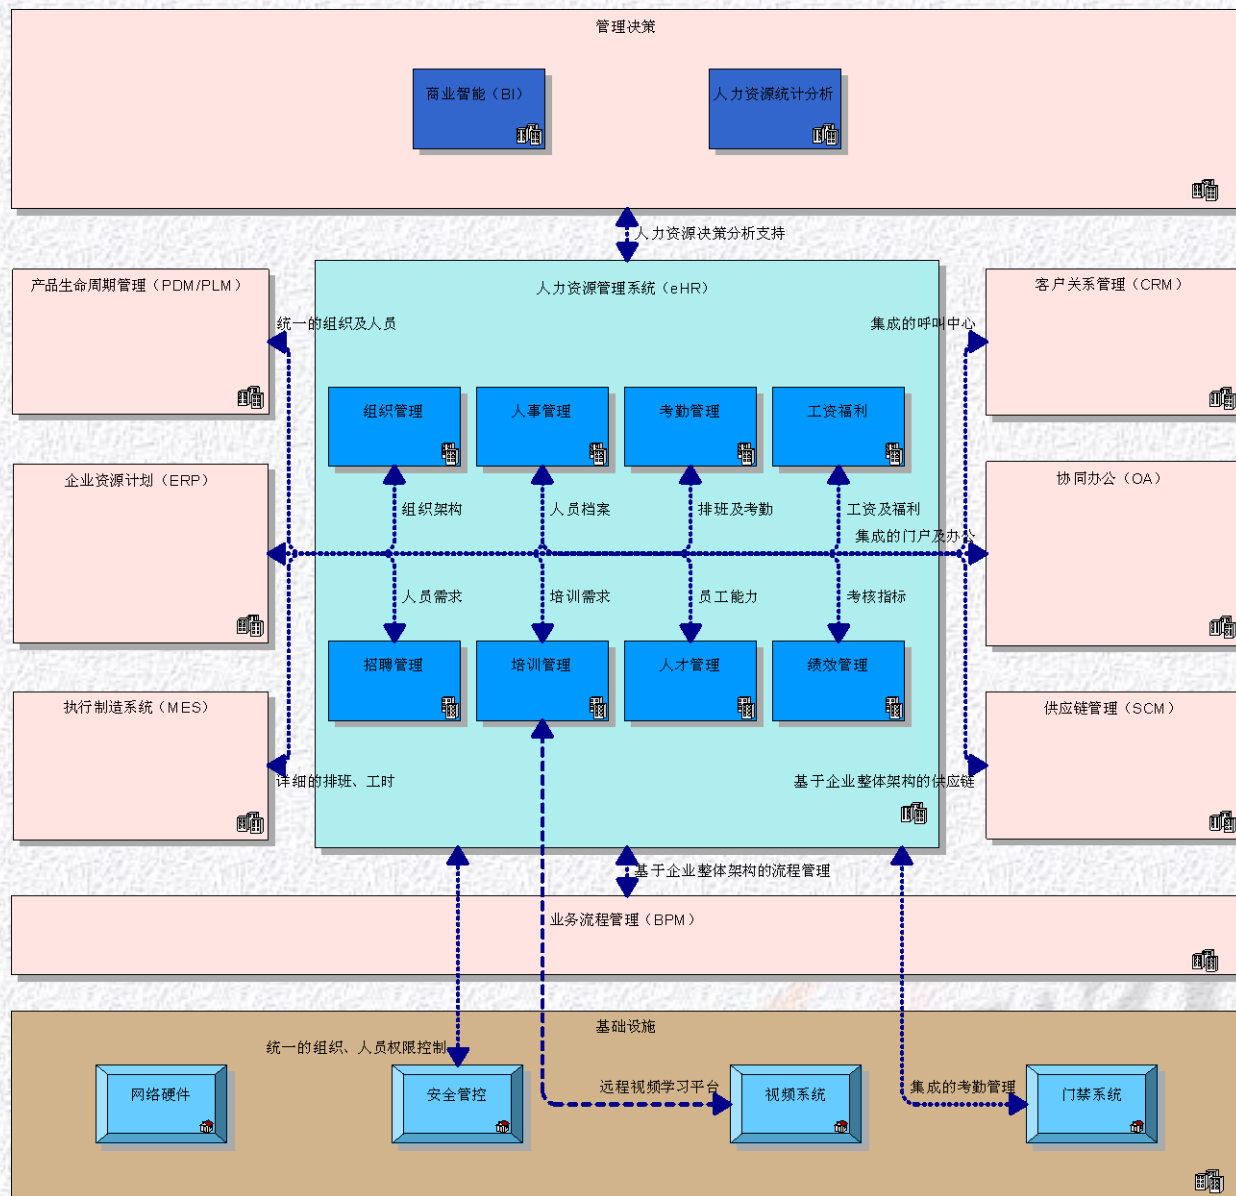 管理决策
商业智能（BI）
人力资源统计分析
人力资源决策分析支持
产品生命周期管理（PDM/PLM）
人力资源管理系统（eHR）
客户关系管理（CRM）
统一的组织及人员
集成的呼叫中心
组织管理
人事管理
考勤管理
工资福利
企业资源计划（ERP）
协同办公（OA）
组织架构
人员档案
排班及考勤
工资及福利
集成的门户及办公
人员需求
培训需求
员工能力
考核指标
招聘管理
培训管理
人才管理
绩效管理
执行制造系统（MES）
供应链管理（SCM）
详细的排班、工时
基于企业整体架构的供应链
基于企业整体架构的流程管理
业务流程管理（BPM）
基础设施
统一的组织、人员权限控制
网络硬件
安全管控
远程视频学习平台
视频系统
集成的考勤管理
门禁系统